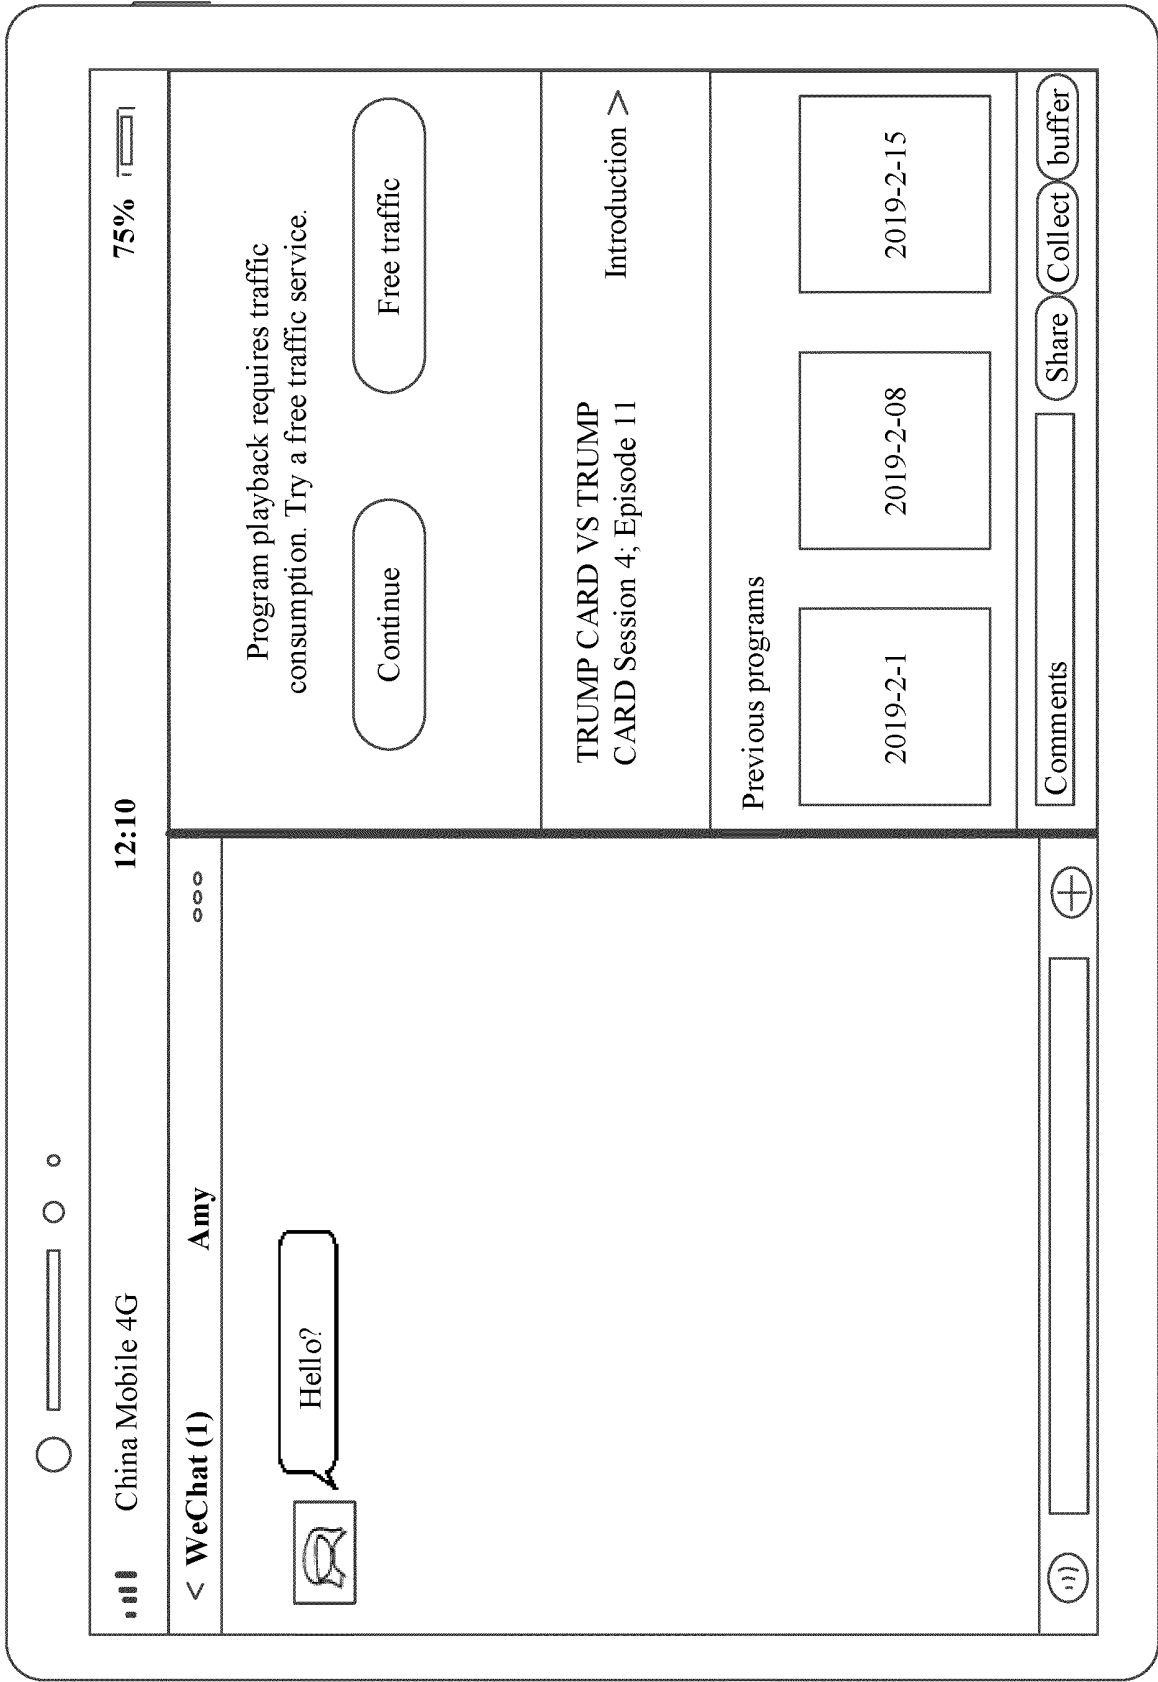 China Mobile 4G
12:10
75%
< WeChat (1)
Amy
Hello?
Program playback requires traffic
consumption. Try a free traffic service.
Continue
Free traffic
TRUMP CARD VS TRUMP
CARD Session 4; Episode 11
Introduction >
Previous programs
2019-2-1
2019-2-08
2019-2-15
Comments
Share
Collect
buffer